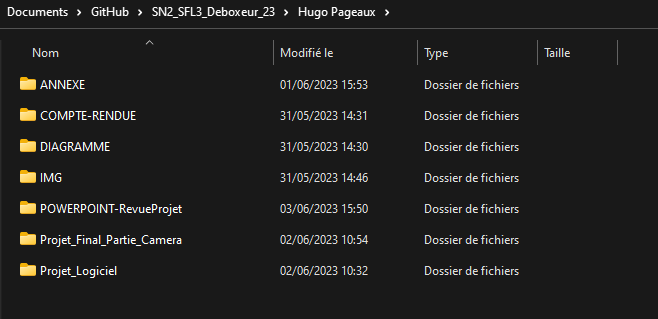 Documents > GitHub > SN2_SFL3_Deboxeur_23 > Hugo Pageaux >
Nom Modifié le Type Taille
ANNEXE 01/06/2023 15:53 Dossier de fichiers
COMPTE-RENDUE 31/05/2023 14:31 Dossier de fichiers
DIAGRAMME 31/05/2023 14:30 Dossier de fichiers
IMG 31/05/2023 14:46 Dossier de fichiers
POWERPOINT-RevueProjet 03/06/2023 15:50 Dossier de fichiers
Projet_Final_Partie_Camera 02/06/2023 10:54 Dossier de fichiers
Projet_Logiciel 02/06/2023 10:32 Dossier de fichiers